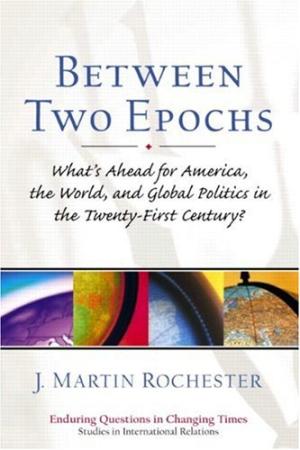 BETWEEN
TWO EPOCHS
What's Ahead for America,
the World, and Global Politics in
the Twenty-First Century?
J. MARTIN ROCHESTER
Enduring Questions in Changing Times
Studies in International Relations